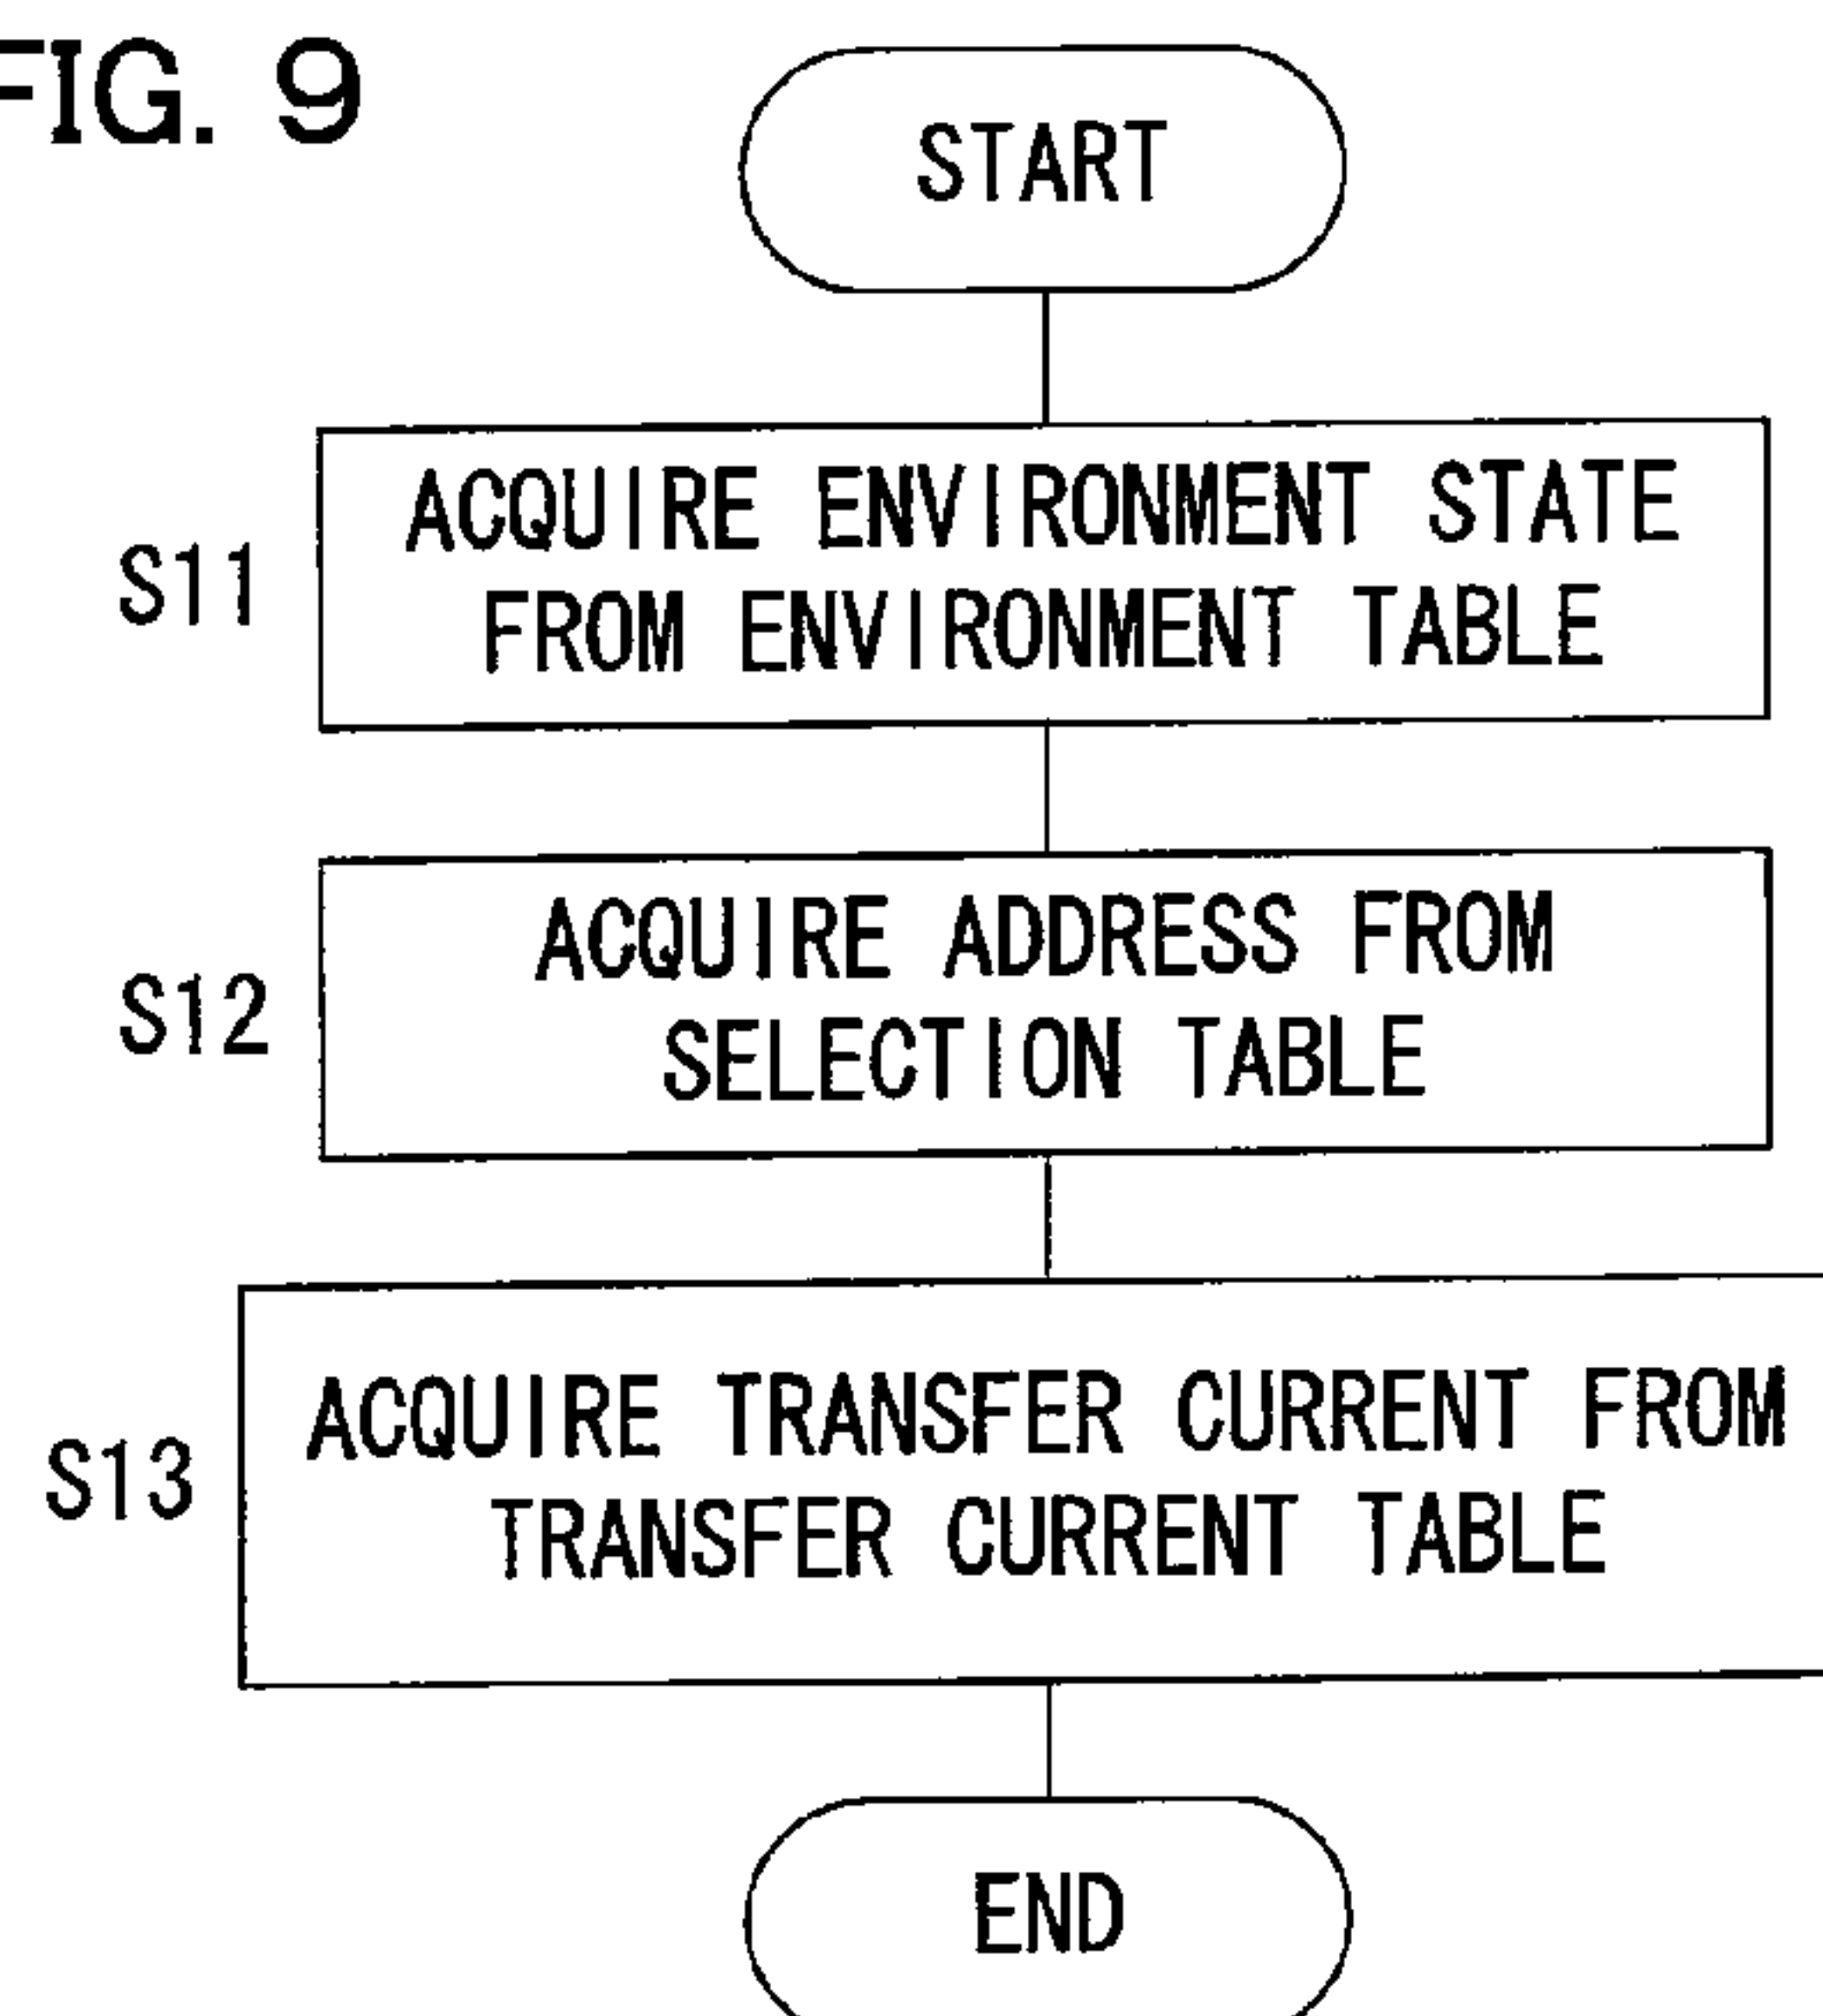 FIG. 9
START
S11
ACQUIRE ENVIRONMENT STATE
FROM ENVIRONMENT TABLE
S12
ACQUIRE ADDRESS FROM
SELECTION TABLE
S13
ACQUIRE TRANSFER CURRENT FROM
TRANSFER CURRENT TABLE
END